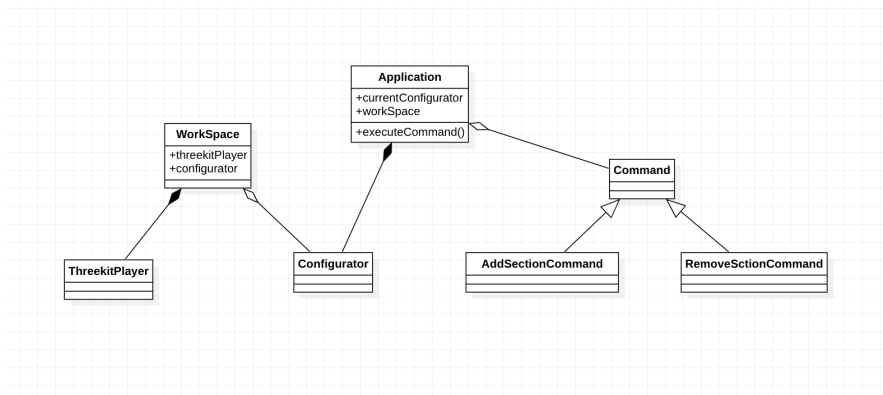 Application
+currentConfigurator
+workSpace
+executeCommand()
WorkSpace
+threekitPlayer
+configurator
Command
ThreekitPlayer
Configurator
AddSectionCommand
RemoveSctionCommand